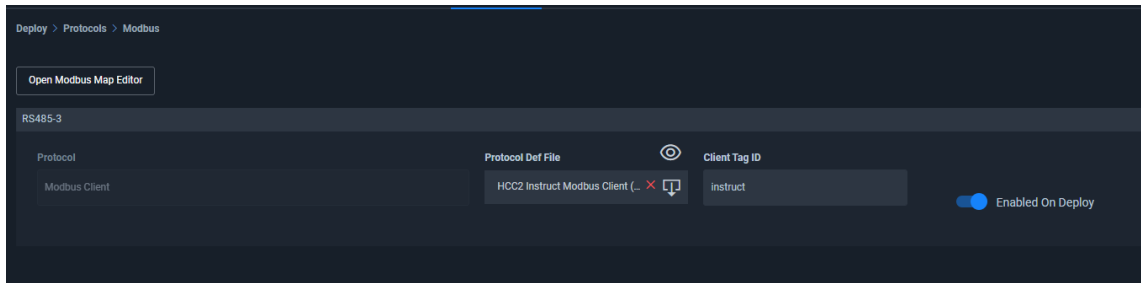 Deploy > Protocols > Modbus
Open Modbus Map Editor
RS485-3
Protocol
Protocol Def File
Client Tag ID
Modbus Client
HCC2 Instruct Modbus Client (...
instruct
Enabled On Deploy